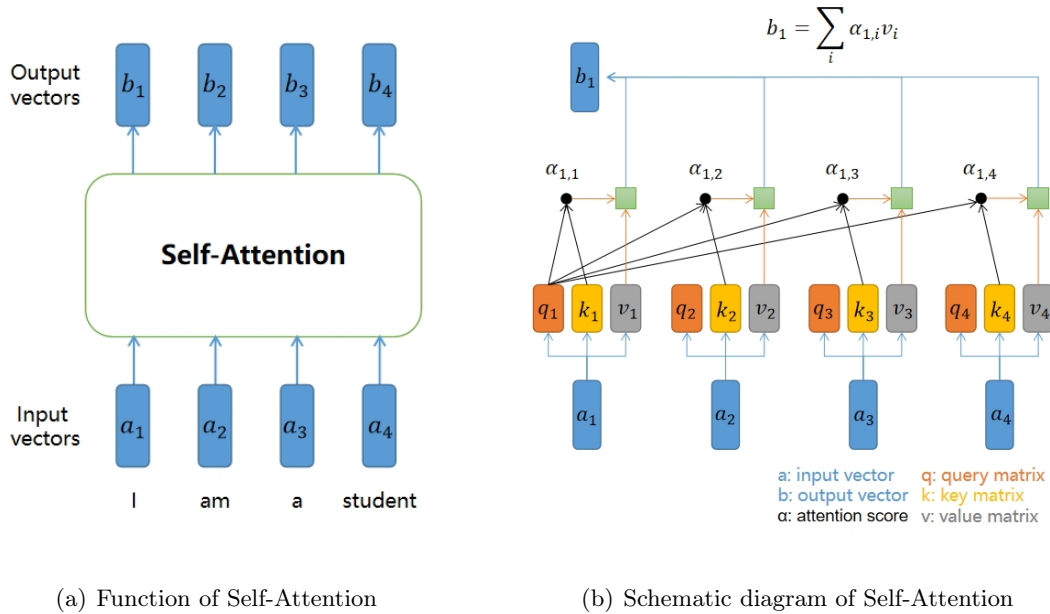 Output
vectors
b₁ b₂ b₃ b₄
Self-Attention
Input
vectors
a₁ a₂ a₃ a₄
I am a student
(a) Function of Self-Attention
b₁ = ∑ᵢ α₁,ᵢvᵢ
b₁
α₁,₁ α₁,₂ α₁,₃ α₁,₄
q₁ k₁ v₁ q₂ k₂ v₂ q₃ k₃ v₃ q₄ k₄ v₄
a₁ a₂ a₃ a₄
a: input vector q: query matrix
b: output vector k: key matrix
α: attention score v: value matrix
(b) Schematic diagram of Self-Attention